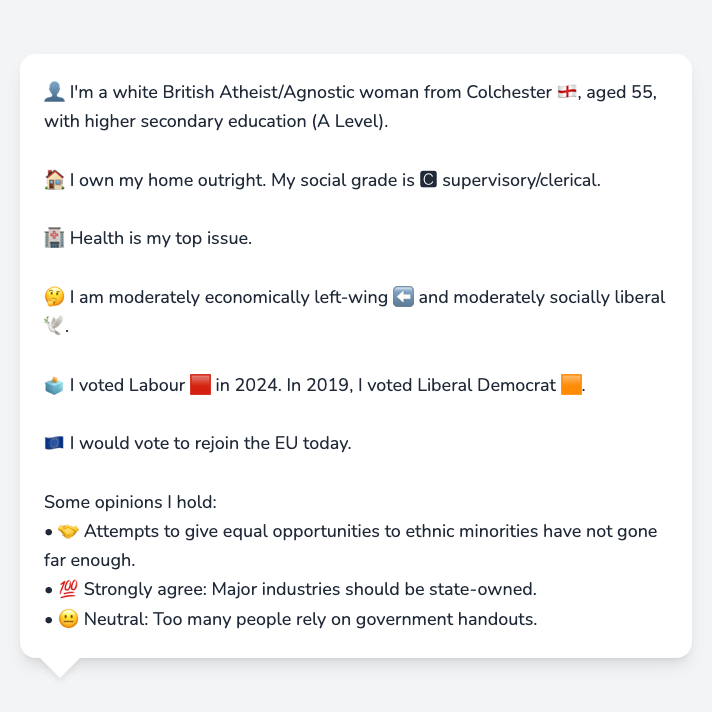 👤 I'm a white British Atheist/Agnostic woman from Colchester 🏴󠁧󠁢󠁥󠁮󠁧󠁿, aged 55,
with higher secondary education (A Level).
🏠 I own my home outright. My social grade is 🅲 supervisory/clerical.
🏥 Health is my top issue.
🤔 I am moderately economically left-wing ⬅️ and moderately socially liberal
🕊️.
🗳️ I voted Labour 🟥 in 2024. In 2019, I voted Liberal Democrat 🟧.
🇪🇺 I would vote to rejoin the EU today.
Some opinions I hold:
• 🤝 Attempts to give equal opportunities to ethnic minorities have not gone
far enough.
• 💯 Strongly agree: Major industries should be state-owned.
• 😐 Neutral: Too many people rely on government handouts.